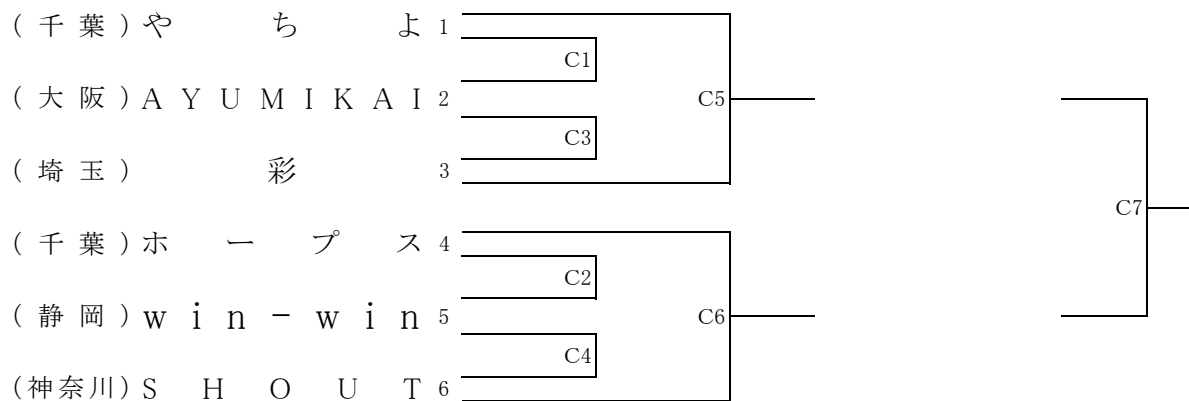 (千葉)やちよ 1
C1
(大阪)AYUMIKAI 2 C5
C3
(埼玉) 彩 3
C7
(千葉)ホープス 4
C2
(静岡)win-win 5 C6
C4
(神奈川)SHOUT 6